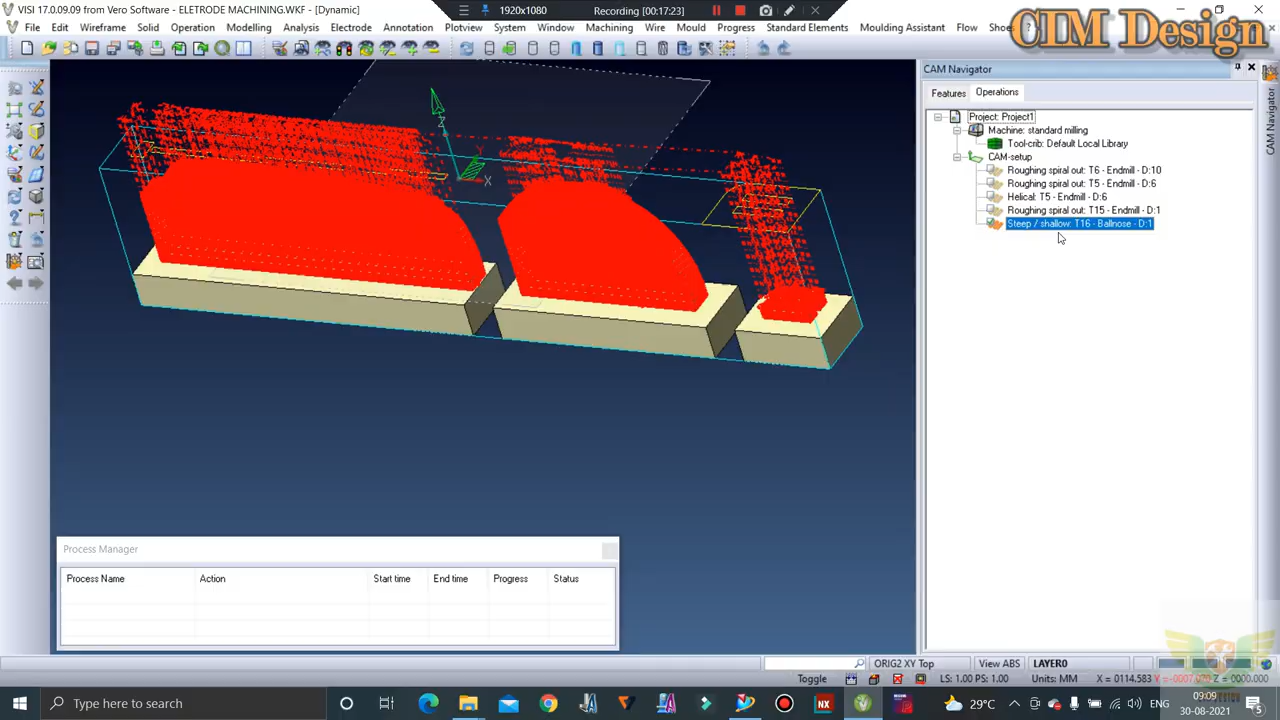 VISI 17.0.09.09 from Vero Software - ELETRODE MACHINING.WKF - [Dynamic]
1920x1080
Recording [00:17:23]
CIM Design
File Edit Wireframe Solid Operation Modelling Analysis Electrode Annotation Plotview System Window Machining Wire Mould Progress Standard Elements Moulding Assistant Flow Shoe
CAM Navigator
Features Operations
Project: Project1
Machine: standard milling
Tool-crib: Default Local Library
CAM-setup
Roughing spiral out: T6 - Endmill - D:10
Roughing spiral out: T5 - Endmill - D:6
Helical: T5 - Endmill - D:6
Roughing spiral out: T15 - Endmill - D:1
Steep / shallow: T16 - Ballnose - D:1
CAM Navigator
Z
X
Process Manager
Process Name Action Start time End time Progress Status
ORIG2 XY Top View ABS LAYER0
Toggle LS: 1.00 PS: 1.00 Units: MM X = 0114.583
Type here to search
29°C
ENG
09:09
30-08-2021
5